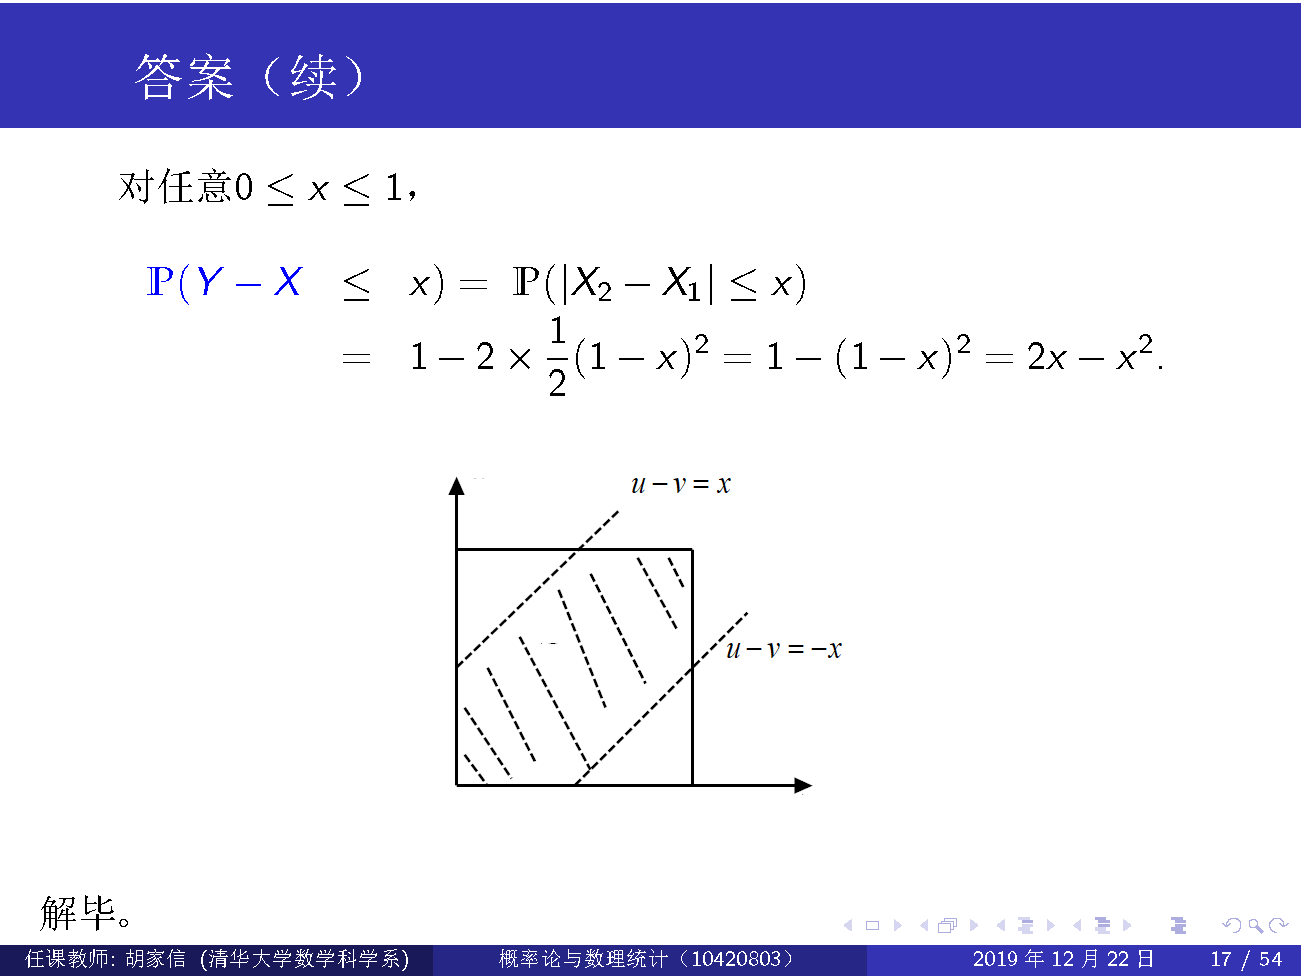 答案（续）
对任意0 ≤ x ≤ 1，
ℙ(Y − X ≤ x) = ℙ(|X₂ − X₁| ≤ x)
= 1 − 2 × 1/2 (1 − x)² = 1 − (1 − x)² = 2x − x².
u − v = x
u − v = −x
解毕。
任课教师: 胡家信 (清华大学数学科学系) 概率论与数理统计（10420803） 2019 年 12 月 22 日 17 / 54